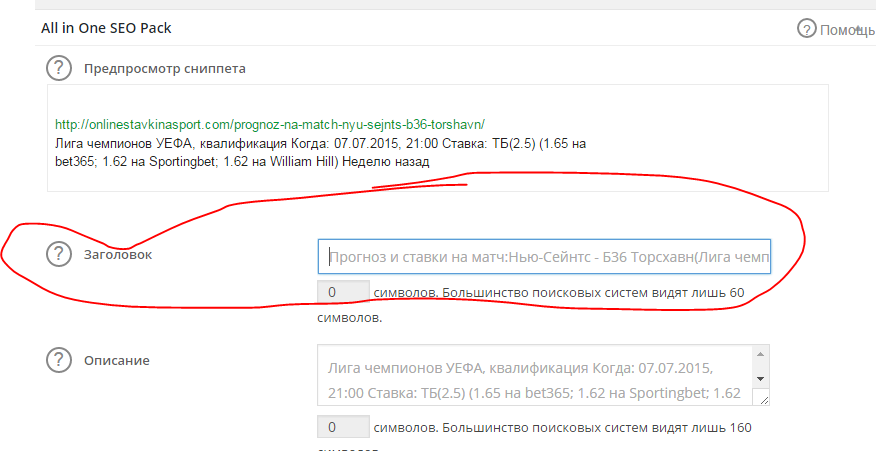 All in One SEO Pack
? Помощь
? Предпросмотр сниппета
http://onlinestavkinasport.com/prognoz-na-match-nyu-sejnts-b36-torshavn/
Лига чемпионов УЕФА, квалификация Когда: 07.07.2015, 21:00 Ставка: ТБ(2.5) (1.65 на
bet365; 1.62 на Sportingbet; 1.62 на William Hill) Неделю назад
? Заголовок
Прогноз и ставки на матч:Нью-Сейнтс - Б36 Торсхавн(Лига чемп
0 символов. Большинство поисковых систем видят лишь 60
символов.
? Описание
Лига чемпионов УЕФА, квалификация Когда: 07.07.2015,
21:00 Ставка: ТБ(2.5) (1.65 на bet365; 1.62 на Sportingbet; 1.62
0 символов. Большинство поисковых систем видят лишь 160